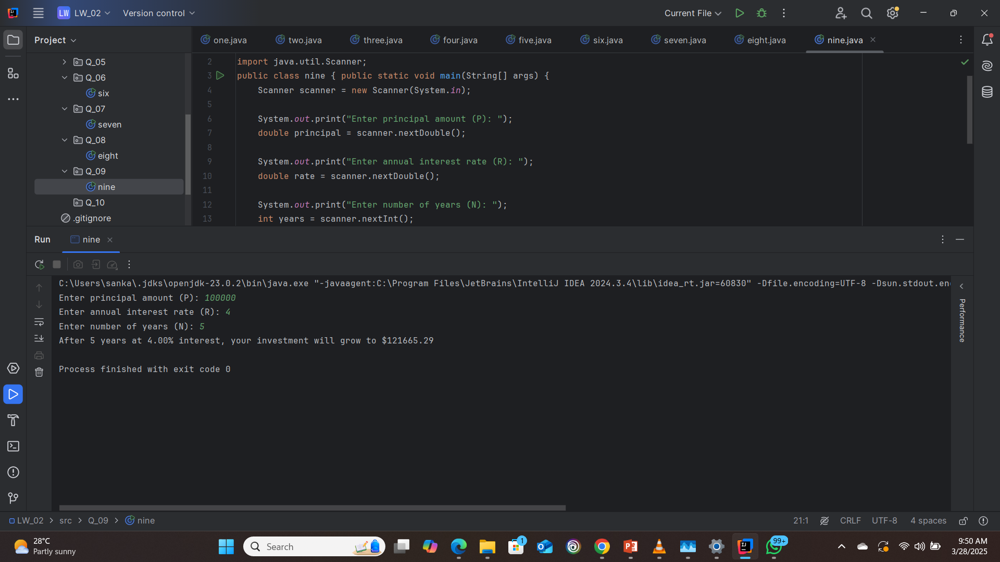 LW LW_02 Version control Current File
Project
one.java two.java three.java four.java five.java six.java seven.java eight.java nine.java
Q_05
Q_06
six
Q_07
seven
Q_08
eight
Q_09
nine
Q_10
.gitignore
2 import java.util.Scanner;
3 public class nine { public static void main(String[] args) {
4 Scanner scanner = new Scanner(System.in);
5
6 System.out.print("Enter principal amount (P): ");
7 double principal = scanner.nextDouble();
8
9 System.out.print("Enter annual interest rate (R): ");
10 double rate = scanner.nextDouble();
11
12 System.out.print("Enter number of years (N): ");
13 int years = scanner.nextInt();
Run nine
C:\Users\sanka\.jdks\openjdk-23.0.2\bin\java.exe "-javaagent:C:\Program Files\JetBrains\IntelliJ IDEA 2024.3.4\lib\idea_rt.jar=60830" -Dfile.encoding=UTF-8 -Dsun.stdout.en
Enter principal amount (P): 100000
Enter annual interest rate (R): 4
Enter number of years (N): 5
After 5 years at 4.00% interest, your investment will grow to $121665.29
Process finished with exit code 0
Performance
LW_02 > src > Q_09 > nine 21:1 CRLF UTF-8 4 spaces
28°C
Partly sunny
Search
1
99+
9:50 AM
3/28/2025